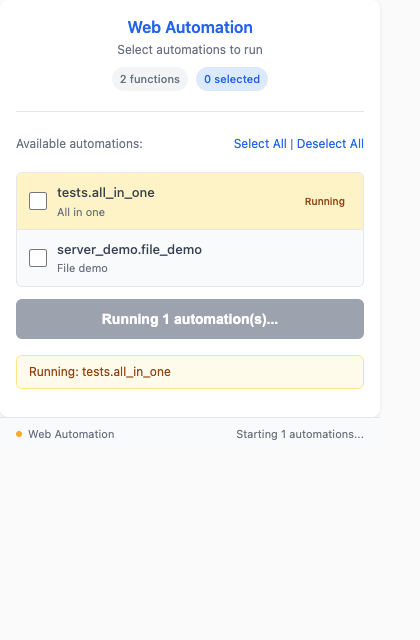 Web Automation
Select automations to run
2 functions 0 selected
Available automations: Select All | Deselect All
tests.all_in_one
All in one
Running
server_demo.file_demo
File demo
Running 1 automation(s)...
Running: tests.all_in_one
Web Automation Starting 1 automations...